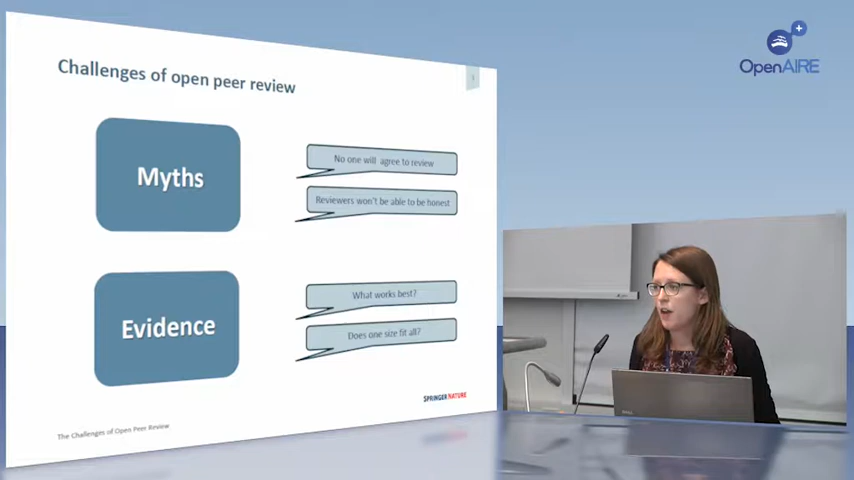 Challenges of open peer review
Myths
No one will agree to review
Reviewers won't be able to be honest
Evidence
What works best?
Does one size fit all?
SPRINGER NATURE
The Challenges of Open Peer Review
OpenAIRE